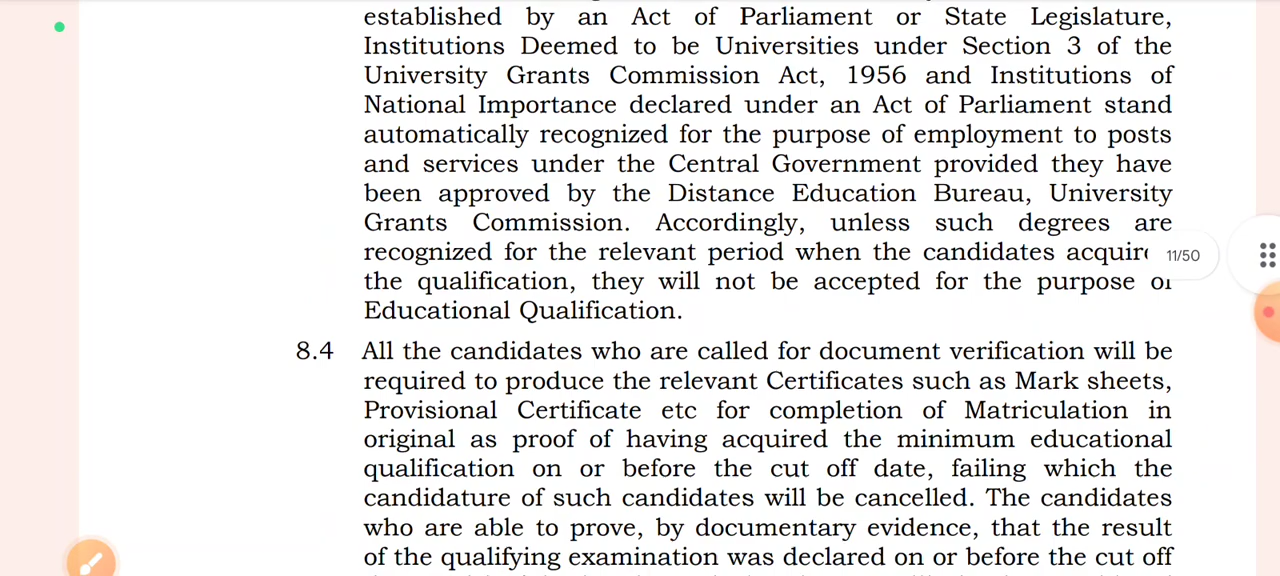 established by an Act of Parliament or State Legislature,
Institutions Deemed to be Universities under Section 3 of the
University Grants Commission Act, 1956 and Institutions of
National Importance declared under an Act of Parliament stand
automatically recognized for the purpose of employment to posts
and services under the Central Government provided they have
been approved by the Distance Education Bureau, University
Grants Commission. Accordingly, unless such degrees are
recognized for the relevant period when the candidates
11/50
the qualification, they will not be accepted for the purpose
Educational Qualification.
8.4 All the candidates who are called for document verification will be
required to produce the relevant Certificates such as Mark sheets,
Provisional Certificate etc for completion of Matriculation in
original as proof of having acquired the minimum educational
qualification on or before the cut off date, failing which the
candidature of such candidates will be cancelled. The candidates
who are able to prove, by documentary evidence, that the result
of the qualifying examination was declared on or before the cut off